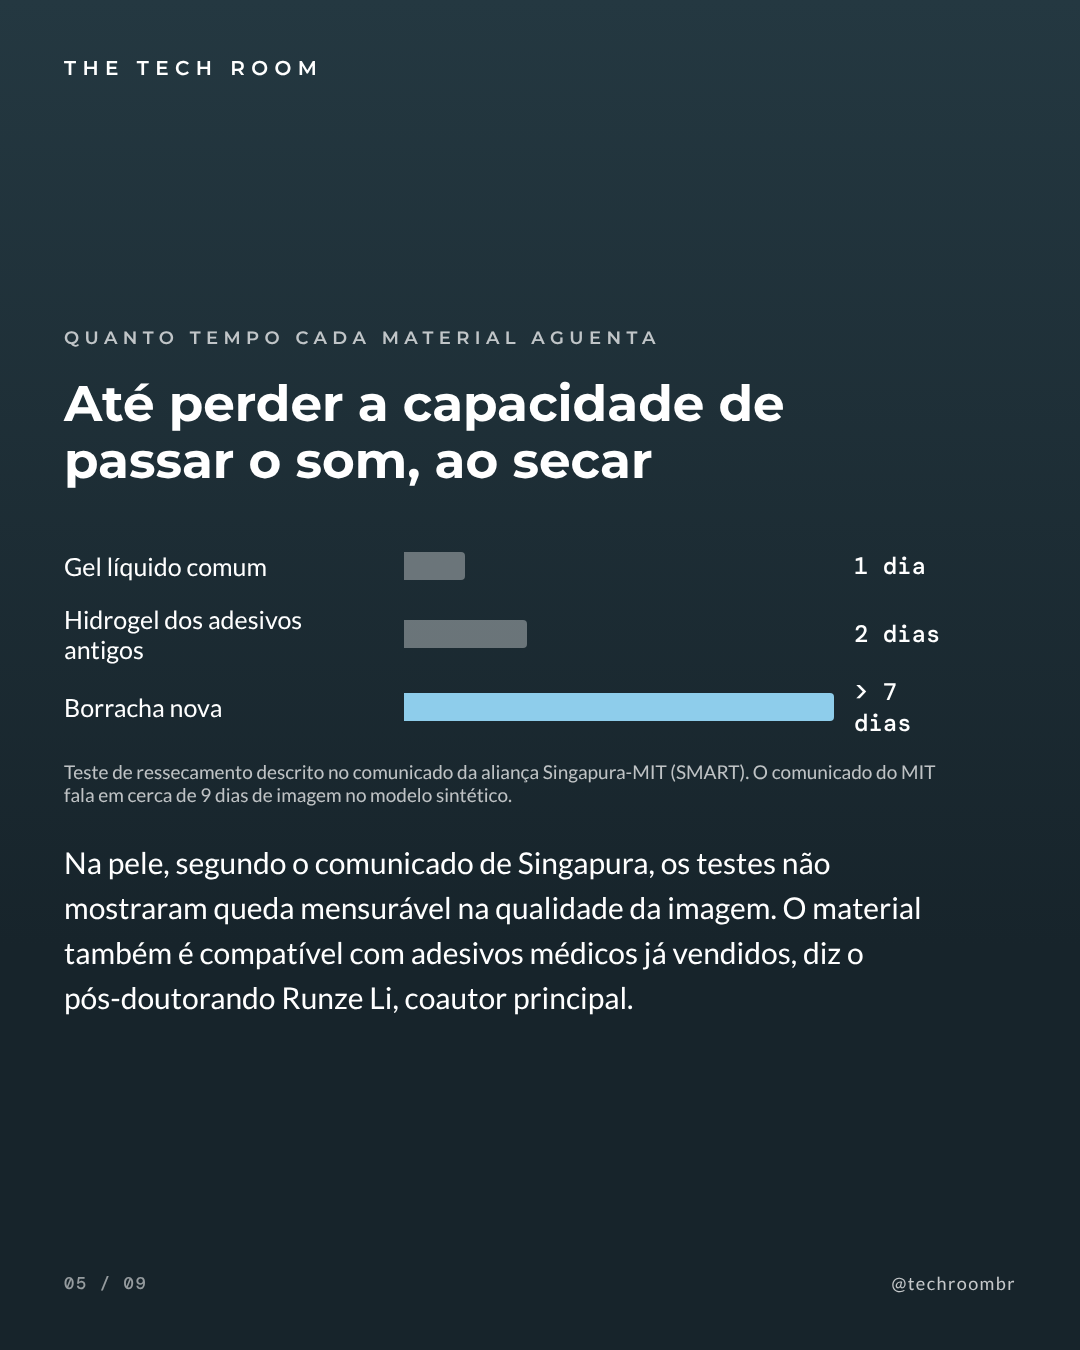 THE TECH ROOM
QUANTO TEMPO CADA MATERIAL AGUENTA
Até perder a capacidade de
passar o som, ao secar
Gel líquido comum
1 dia
Hidrogel dos adesivos
antigos
2 dias
Borracha nova
> 7
dias
Teste de ressecamento descrito no comunicado da aliança Singapura-MIT (SMART). O comunicado do MIT
fala em cerca de 9 dias de imagem no modelo sintético.
Na pele, segundo o comunicado de Singapura, os testes não
mostraram queda mensurável na qualidade da imagem. O material
também é compatível com adesivos médicos já vendidos, diz o
pós-doutorando Runze Li, coautor principal.
05 / 09
@techroombr